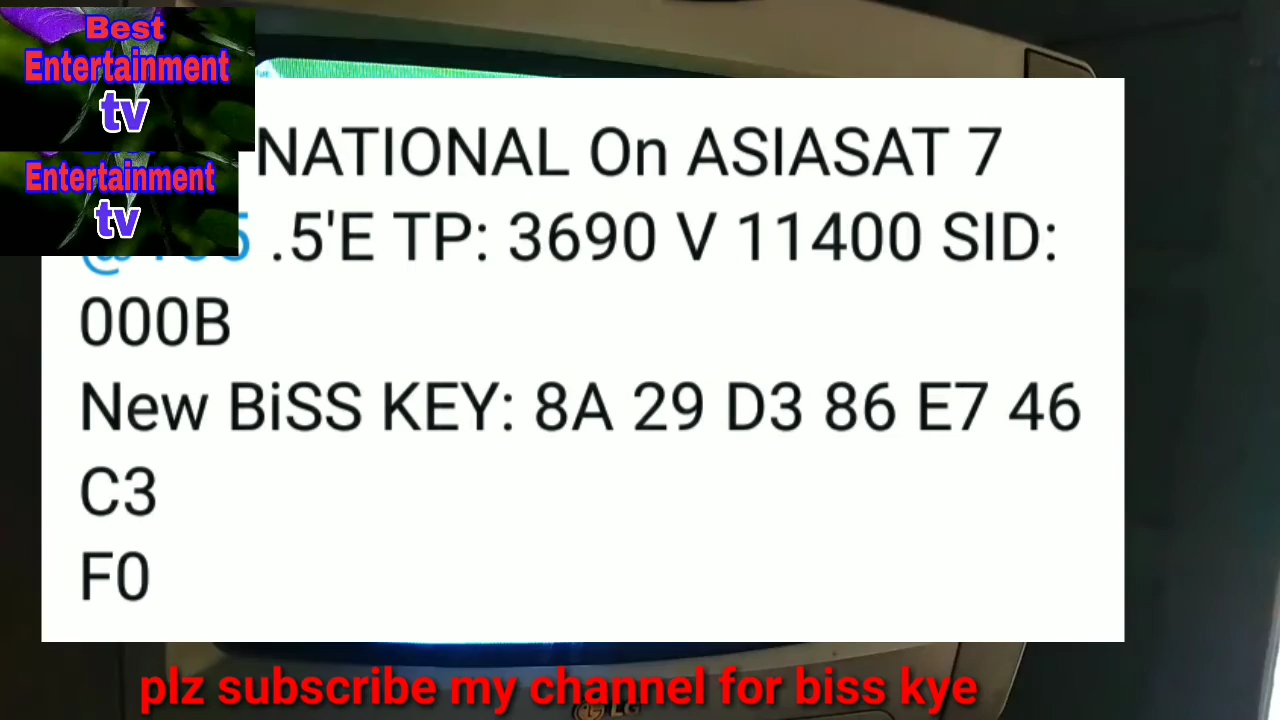 Best
Entertainment
tv
Entertainment
tv
NATIONAL On ASIASAT 7
.5'E TP: 3690 V 11400 SID:
000B
New BiSS KEY: 8A 29 D3 86 E7 46
C3
F0
plz subscribe my channel for biss kye
LG